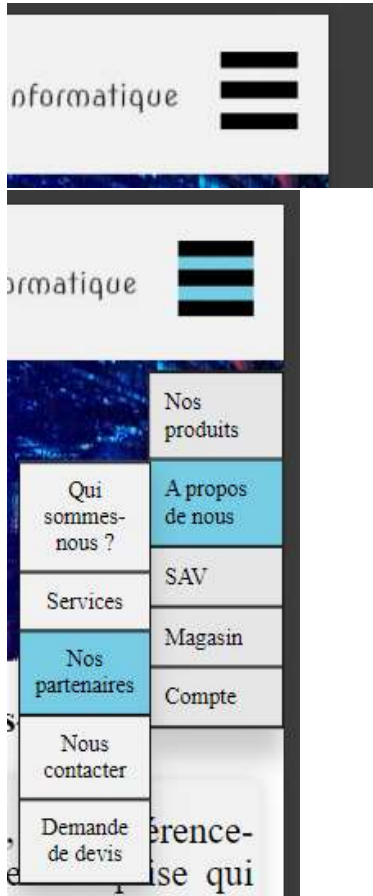 nformatique
ormatique
Nos
produits
A propos
de nous
SAV
Magasin
Compte
Qui
sommes-
nous ?
Services
Nos
partenaires
Nous
contacter
Demande
de devis
érence-
ise qui